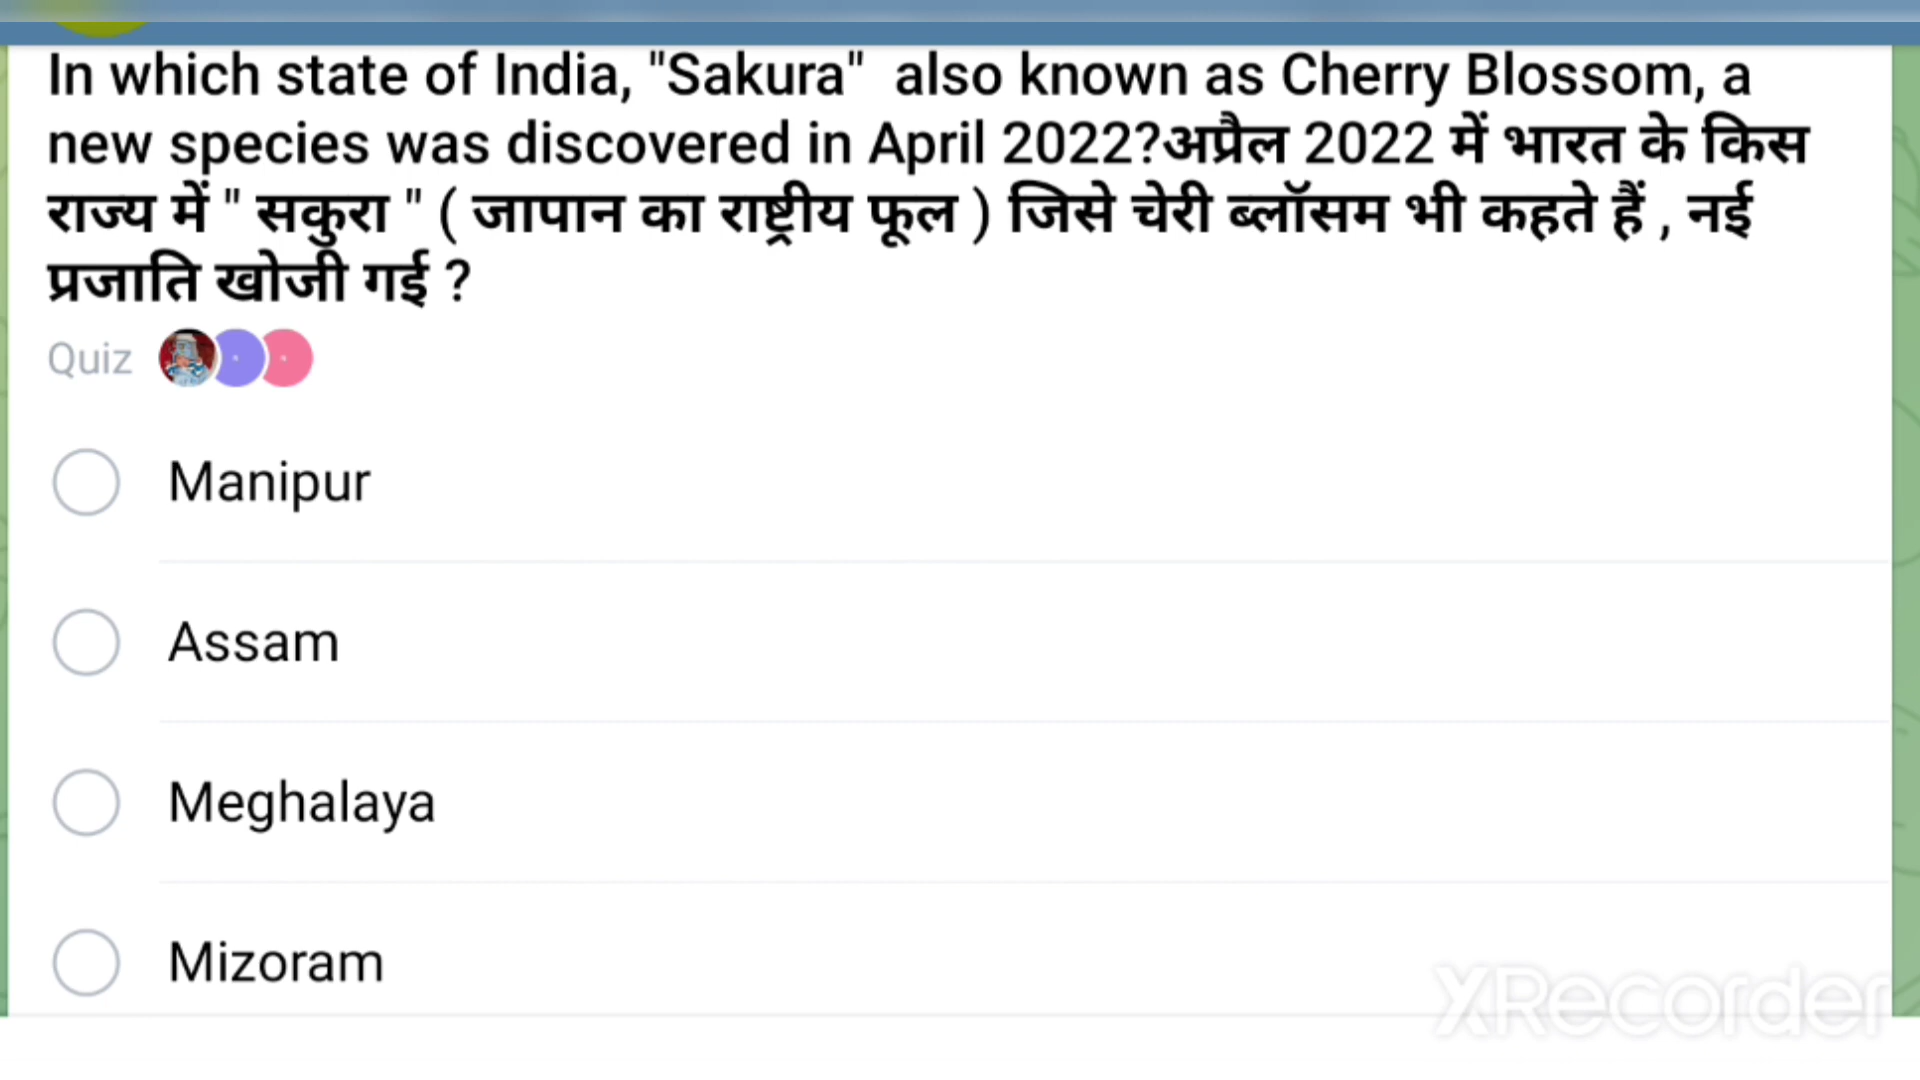 In which state of India, "Sakura"  also known as Cherry Blossom, a
new species was discovered in April 2022?अप्रैल 2022 में भारत के किस
राज्य में " सकुरा " ( जापान का राष्ट्रीय फूल ) जिसे चेरी ब्लॉसम भी कहते हैं , नई
प्रजाति खोजी गई ?
Quiz
Manipur
Assam
Meghalaya
Mizoram
XRecorder